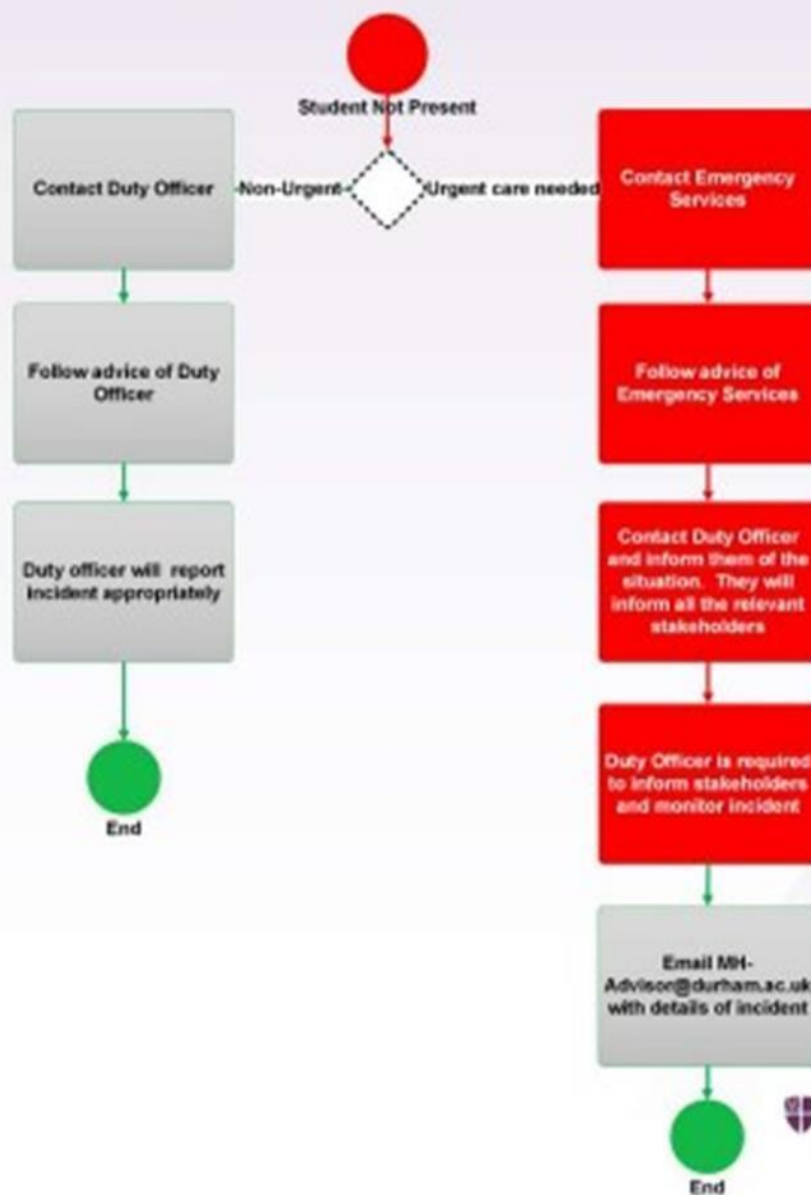 Student Not Present
Non-Urgent
Urgent care needed
Contact Duty Officer
Follow advice of Duty
Officer
Duty officer will report
incident appropriately
End
Contact Emergency
Services
Follow advice of
Emergency Services
Contact Duty Officer
and inform them of the
situation. They will
inform all the relevant
stakeholders
Duty Officer is required
to inform stakeholders
and monitor incident
Email MH-
Advisor@durham.ac.uk
with details of incident
End